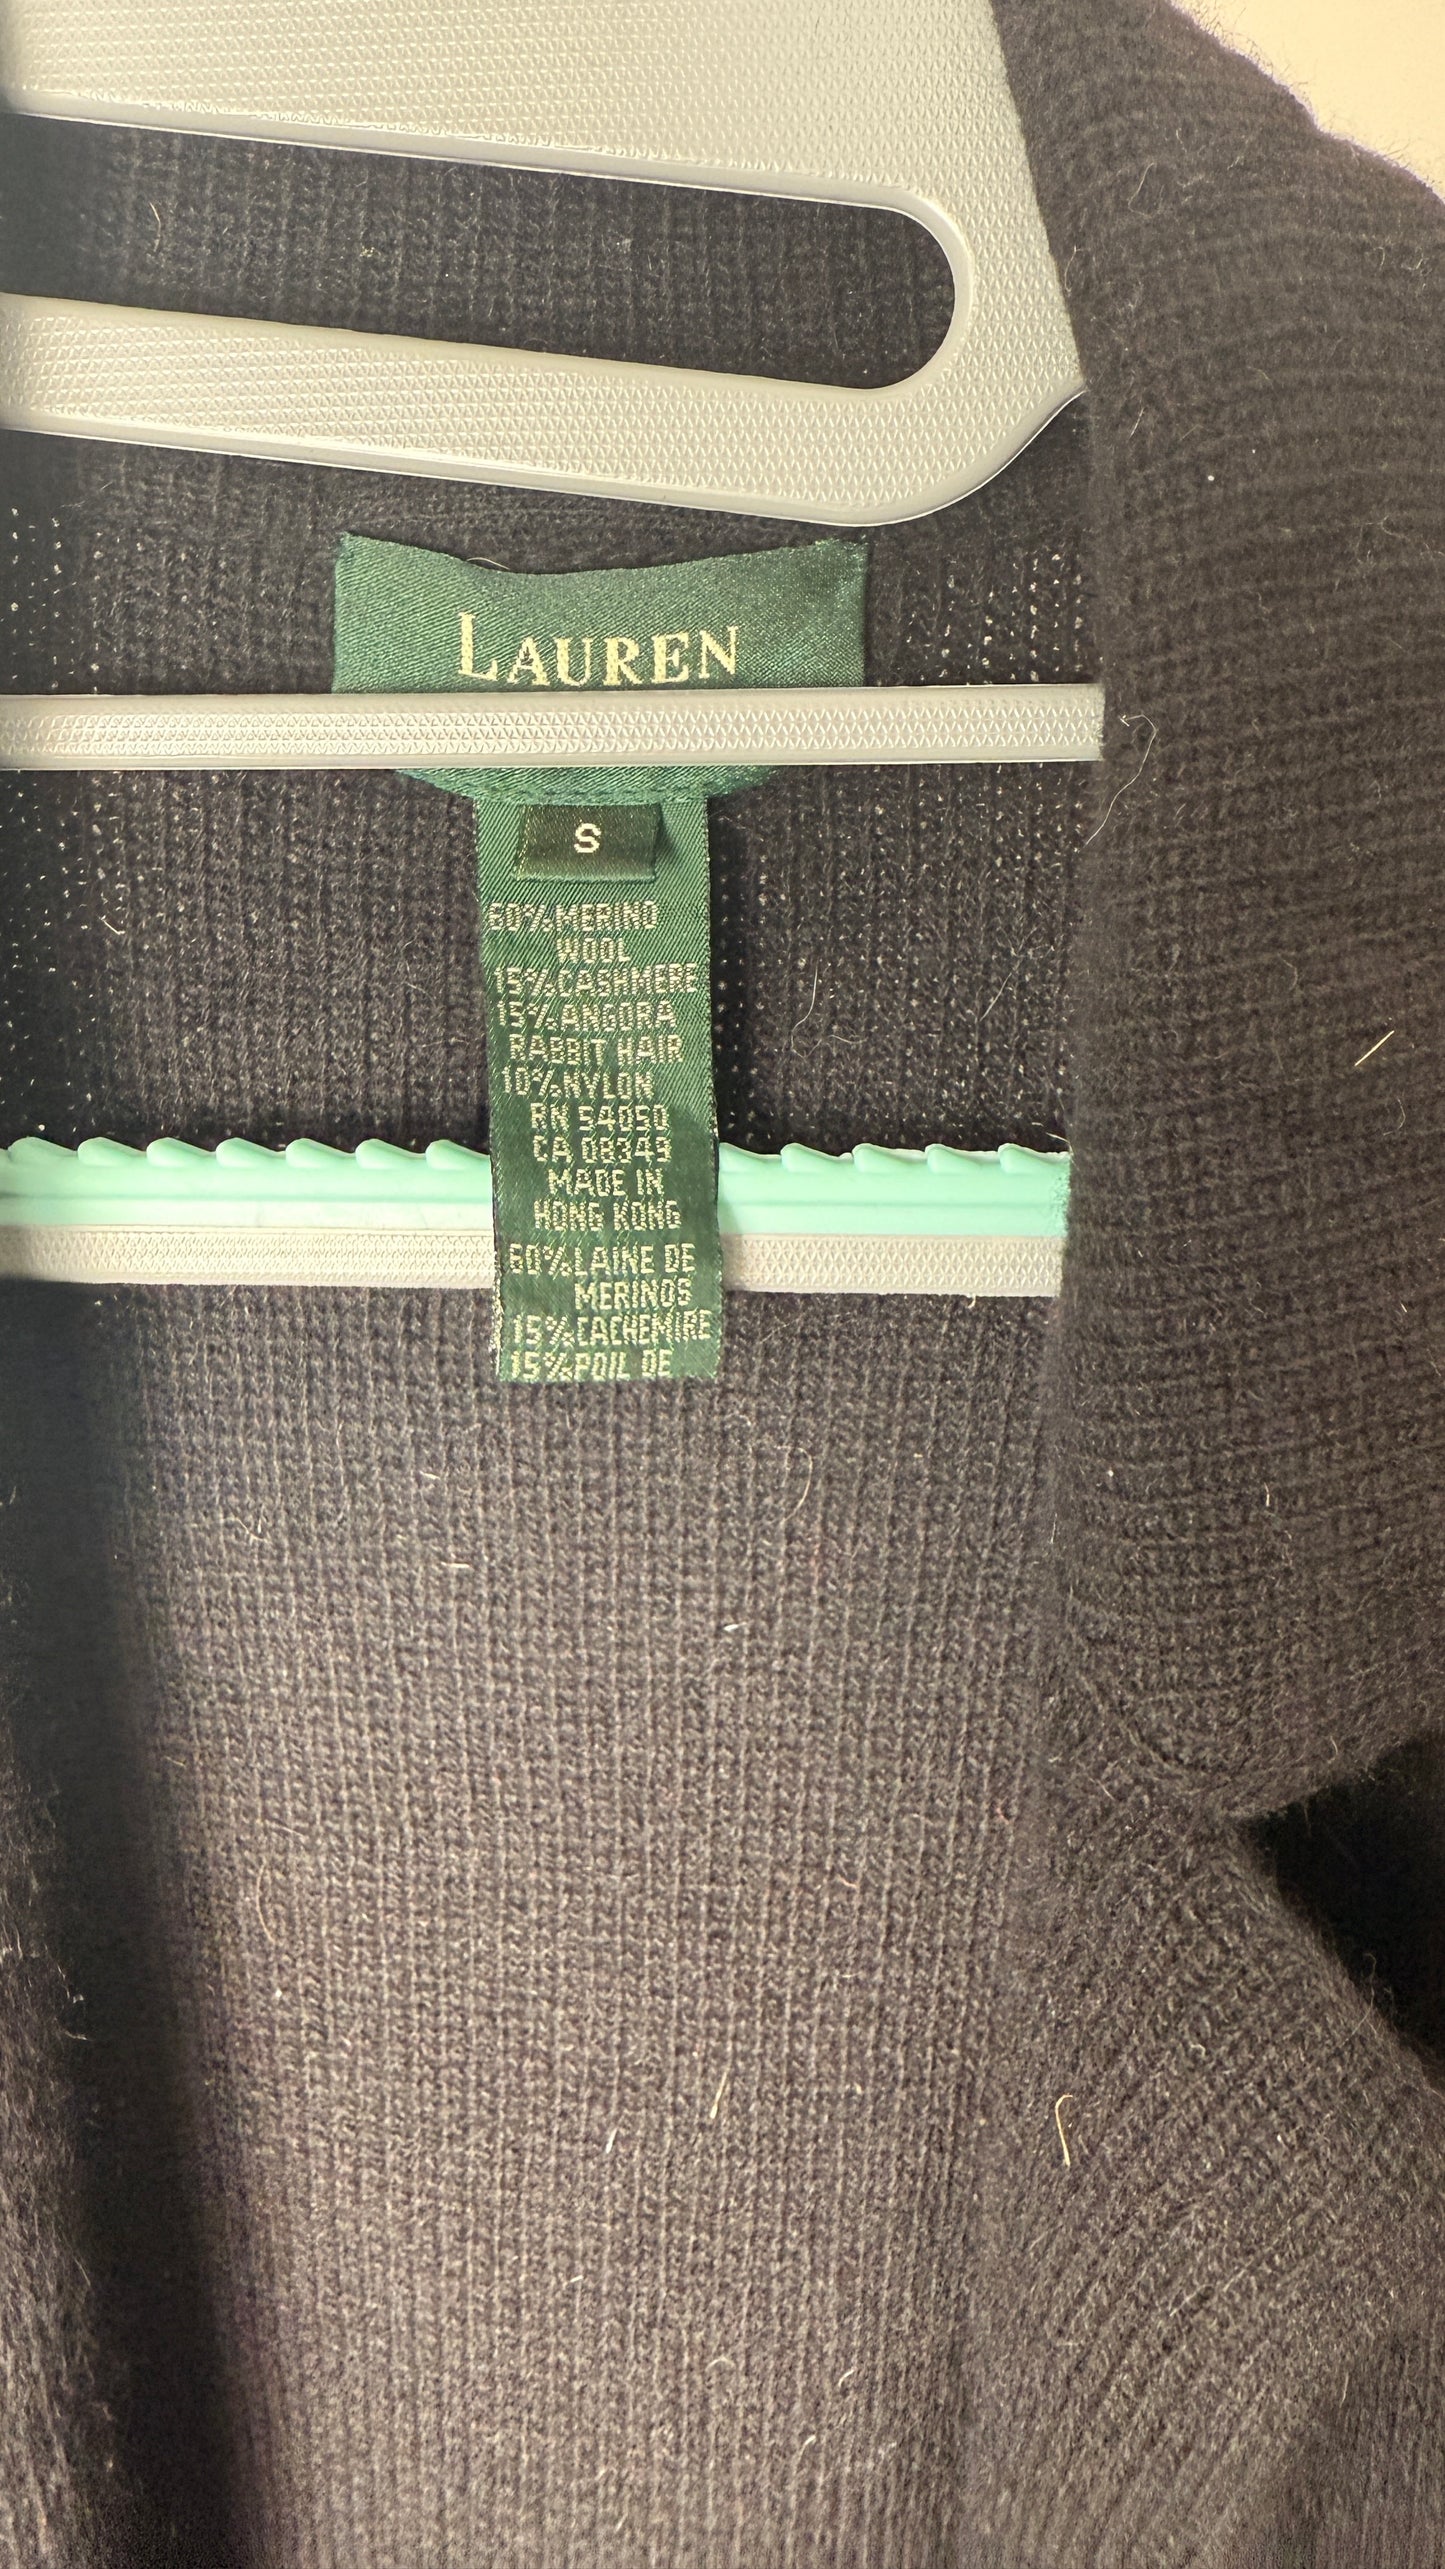 LAUREN
S
60% MERINO
WOOL
15% CASHMERE
15% ANGORA
RABBIT HAIR
10% NYLON
RN 54050
CA 08349
MADE IN
HONG KONG
60% LAINE DE
MERINOS
15% CACHEMIRE
15% POIL DE